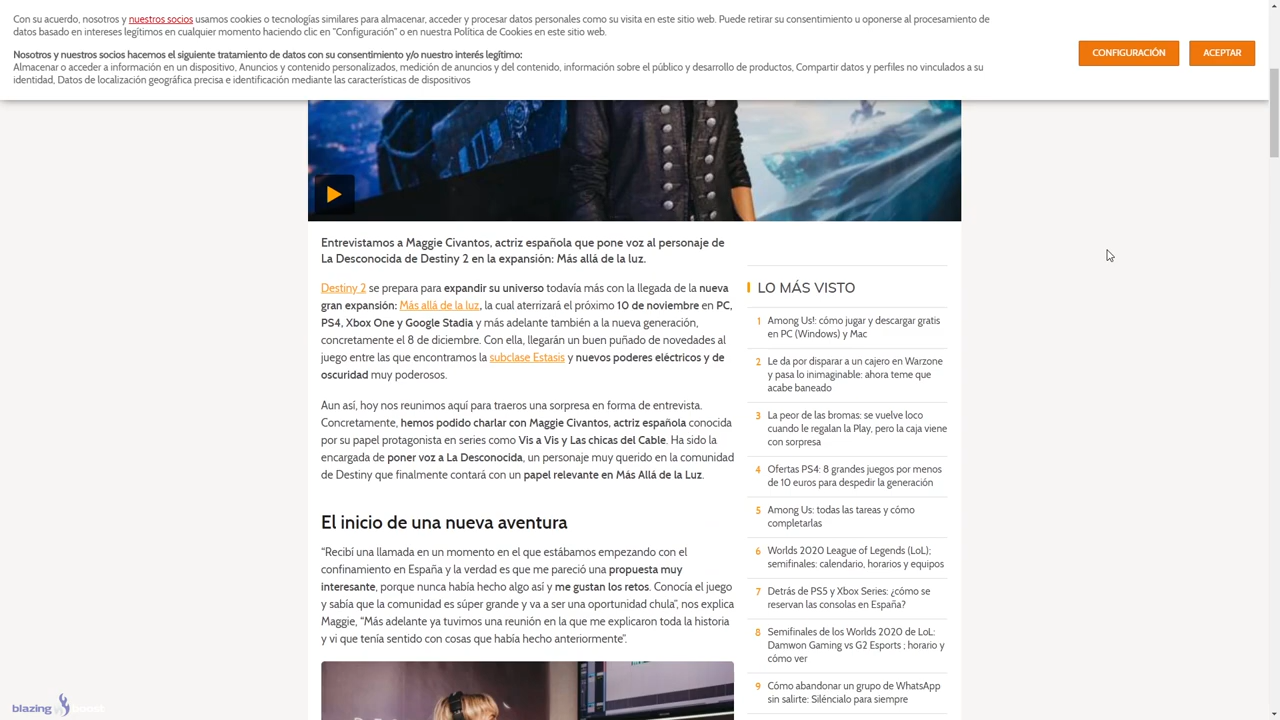 Con su acuerdo, nosotros y nuestros socios usamos cookies o tecnologías similares para almacenar, acceder y procesar datos personales como su visita en este sitio web. Puede retirar su consentimiento u oponerse al procesamiento de
datos basado en intereses legítimos en cualquier momento haciendo clic en "Configuración" o en nuestra Política de Cookies en este sitio web.
Nosotros y nuestros socios hacemos el siguiente tratamiento de datos con su consentimiento y/o nuestro interés legítimo:
Almacenar o acceder a información en un dispositivo, Anuncios y contenido personalizados, medición de anuncios y del contenido, información sobre el público y desarrollo de productos, Compartir datos y perfiles no vinculados a su
identidad, Datos de localización geográfica precisa e identificación mediante las características de dispositivos
CONFIGURACIÓN
ACEPTAR
Entrevistamos a Maggie Civantos, actriz española que pone voz al personaje de
La Desconocida de Destiny 2 en la expansión: Más allá de la luz.
Destiny 2 se prepara para expandir su universo todavía más con la llegada de la nueva
gran expansión: Más allá de la luz, la cual aterrizará el próximo 10 de noviembre en PC,
PS4, Xbox One y Google Stadia y más adelante también a la nueva generación,
concretamente el 8 de diciembre. Con ella, llegarán un buen puñado de novedades al
juego entre las que encontramos la subclase Estasis y nuevos poderes eléctricos y de
oscuridad muy poderosos.
Aun así, hoy nos reunimos aquí para traeros una sorpresa en forma de entrevista.
Concretamente, hemos podido charlar con Maggie Civantos, actriz española conocida
por su papel protagonista en series como Vis a Vis y Las chicas del Cable. Ha sido la
encargada de poner voz a La Desconocida, un personaje muy querido en la comunidad
de Destiny que finalmente contará con un papel relevante en Más Allá de la Luz.
El inicio de una nueva aventura
“Recibí una llamada en un momento en el que estábamos empezando con el
confinamiento en España y la verdad es que me pareció una propuesta muy
interesante, porque nunca había hecho algo así y me gustan los retos. Conocía el juego
y sabía que la comunidad es súper grande y va a ser una oportunidad chula”, nos explica
Maggie, “Más adelante ya tuvimos una reunión en la que me explicaron toda la historia
y vi que tenía sentido con cosas que había hecho anteriormente”.
LO MÁS VISTO
1 Among Us!: cómo jugar y descargar gratis
en PC (Windows) y Mac
2 Le da por disparar a un cajero en Warzone
y pasa lo inimaginable: ahora teme que
acabe baneado
3 La peor de las bromas: se vuelve loco
cuando le regalan la Play, pero la caja viene
con sorpresa
4 Ofertas PS4: 8 grandes juegos por menos
de 10 euros para despedir la generación
5 Among Us: todas las tareas y cómo
completarlas
6 Worlds 2020 League of Legends (LoL);
semifinales: calendario, horarios y equipos
7 Detrás de PS5 y Xbox Series: ¿cómo se
reservan las consolas en España?
8 Semifinales de los Worlds 2020 de LoL:
Damwon Gaming vs G2 Esports ; horario y
cómo ver
9 Cómo abandonar un grupo de WhatsApp
sin salirte: Siléncialo para siempre
blazing boost